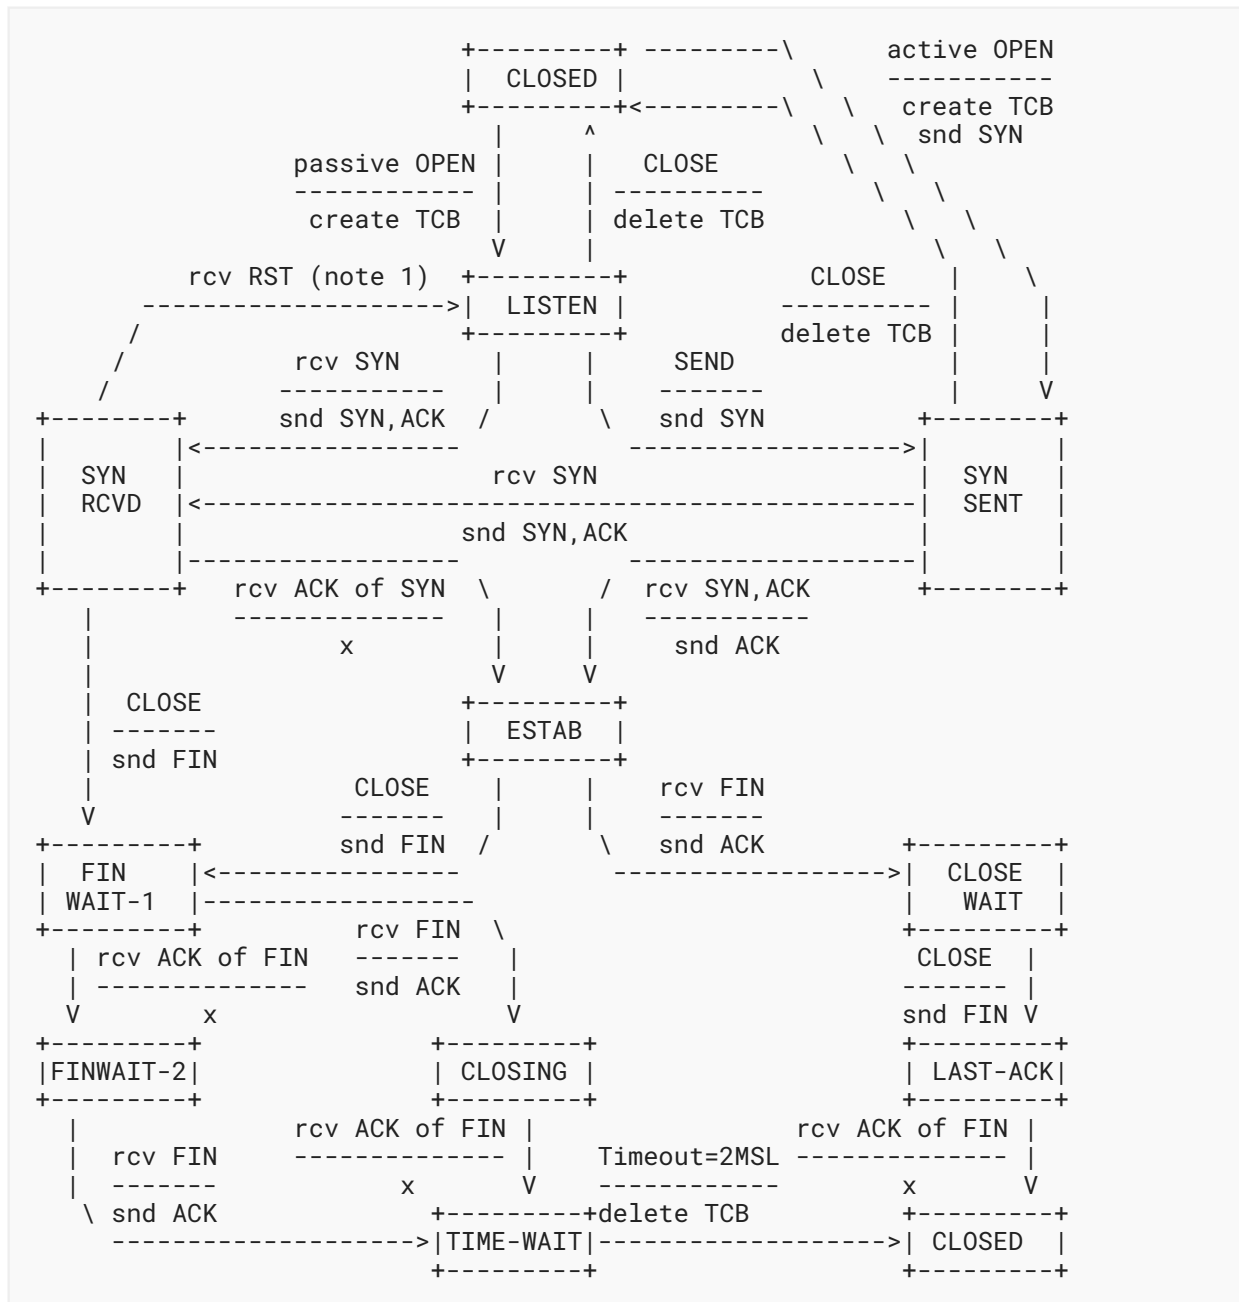 +---------+ ---------\      active OPEN
|  CLOSED |            \    -----------
+---------+<---------\   \   create TCB
  |     ^              \   \  snd SYN
passive OPEN |     |   CLOSE        \   \
------------ |     | ----------       \   \
create TCB  |     | delete TCB         \   \
V     |                      \   \
rcv RST (note 1)  +---------+            CLOSE    |     \
-------------------->|  LISTEN |          ---------- |     |
/                     +---------+          delete TCB |     |
/           rcv SYN      |     |     SEND              |     |
/           -----------   |     |    -------            |     V
+--------+      snd SYN,ACK  /       \   snd SYN          +--------+
|        |<-----------------           ------------------>|        |
|  SYN   |                    rcv SYN                     |  SYN   |
|  RCVD  |<-----------------------------------------------|  SENT  |
|        |                  snd SYN,ACK                   |        |
|        |------------------           -------------------|        |
+--------+   rcv ACK of SYN  \       /  rcv SYN,ACK       +--------+
|         --------------   |     |  -----------
|                x         |     |    snd ACK
|                          V     V
|  CLOSE                 +---------+
| -------                |  ESTAB  |
| snd FIN                +---------+
|                 CLOSE    |     |    rcv FIN
V                -------   |     |    -------
+---------+         snd FIN  /       \   snd ACK         +---------+
|  FIN    |<----------------          ------------------>|  CLOSE  |
| WAIT-1  |------------------                            |   WAIT  |
+---------+          rcv FIN  \                          +---------+
| rcv ACK of FIN   -------   |                          CLOSE  |
| --------------   snd ACK   |                         ------- |
V        x                   V                         snd FIN V
+---------+               +---------+                    +---------+
|FINWAIT-2|               | CLOSING |                    | LAST-ACK|
+---------+               +---------+                    +---------+
|              rcv ACK of FIN |                 rcv ACK of FIN |
|  rcv FIN     -------------- |    Timeout=2MSL -------------- |
|  -------            x       V    ------------        x       V
\ snd ACK              +---------+delete TCB          +---------+
-------------------->|TIME-WAIT|------------------->| CLOSED  |
+---------+                    +---------+